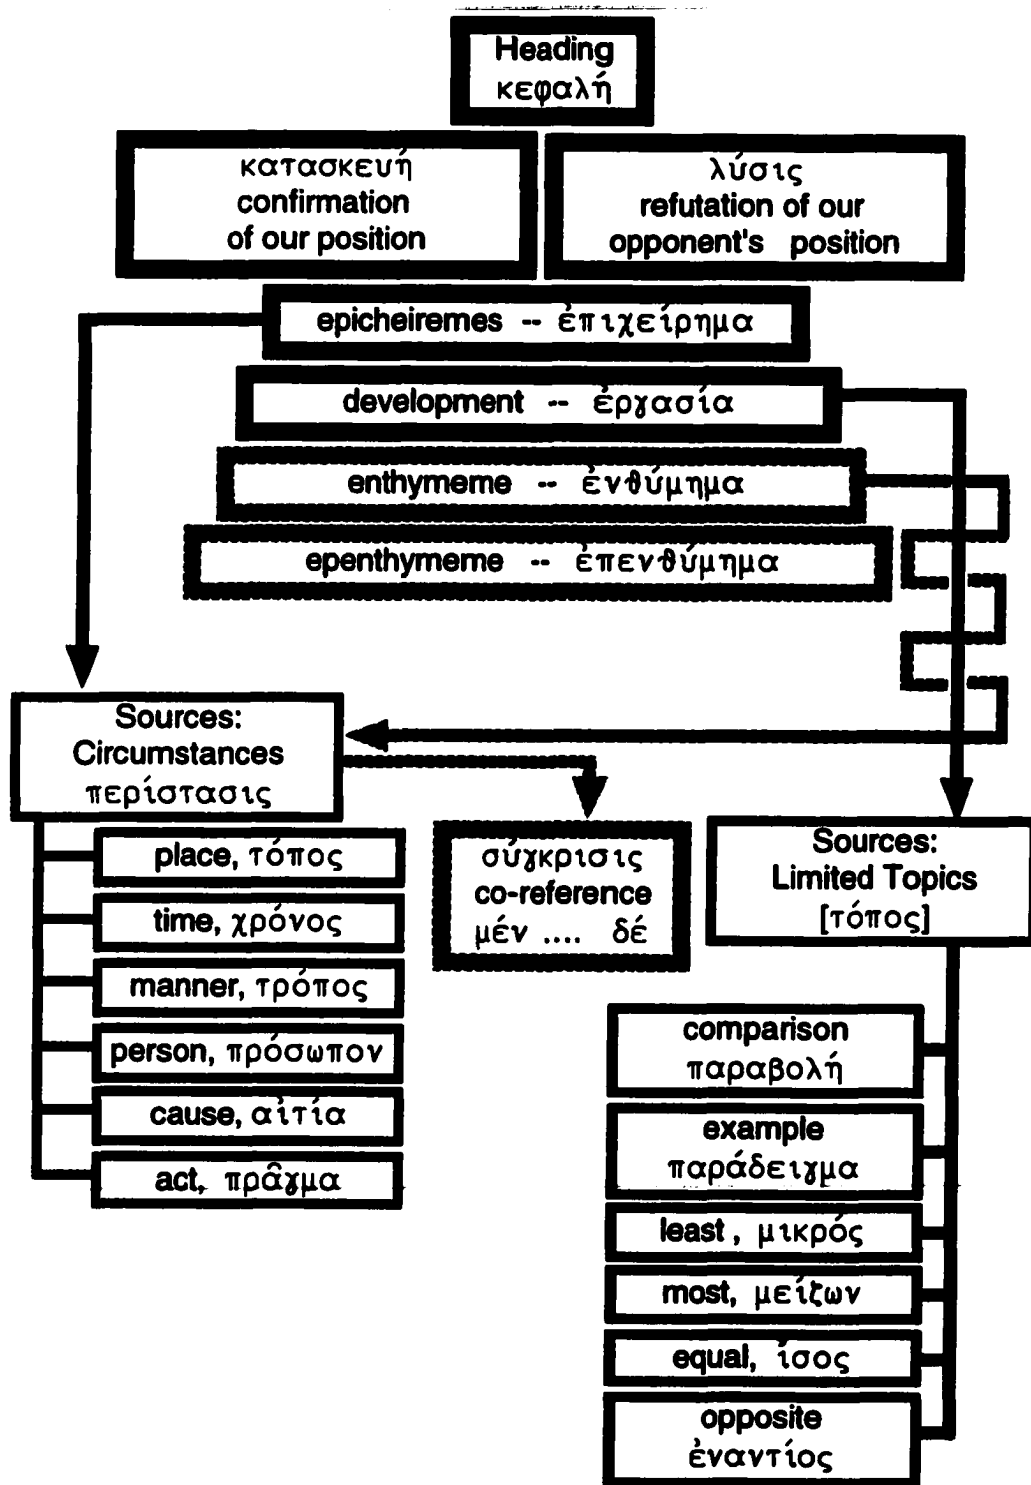 Heading
κεφαλή
κατασκευή
confirmation
of our position
λύσις
refutation of our
opponent's position
epicheiremes -- ἐπιχείρημα
development -- ἐργασία
enthymeme -- ἐνθύμημα
epenthymeme -- ἐπενθύμημα
Sources:
Circumstances
περίστασις
place, τόπος
time, χρόνος
manner, τρόπος
person, πρόσωπον
cause, αἰτία
act, πρᾶγμα
σύγκρισις
co-reference
μέν .... δέ
Sources:
Limited Topics
[τόπος]
comparison
παραβολή
example
παράδειγμα
least , μικρός
most, μείζων
equal, ἴσος
opposite
ἐναντίος